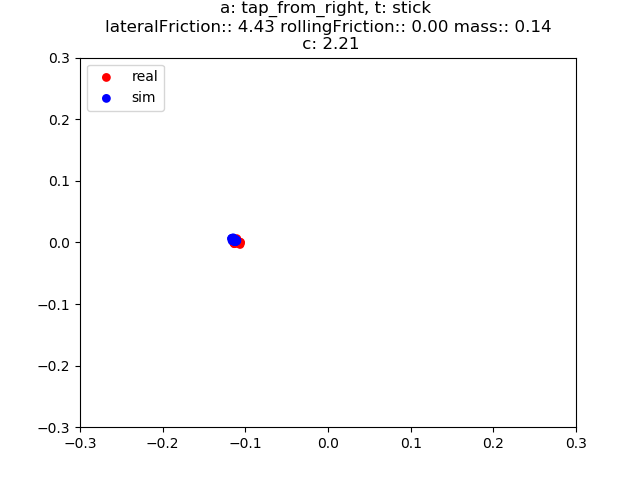 a: tap_from_right, t: stick
lateralFriction:: 4.43 rollingFriction:: 0.00 mass:: 0.14
c: 2.21
real
sim
0.3
0.2
0.1
0.0
−0.1
−0.2
−0.3
−0.3
−0.2
−0.1
0.0
0.1
0.2
0.3